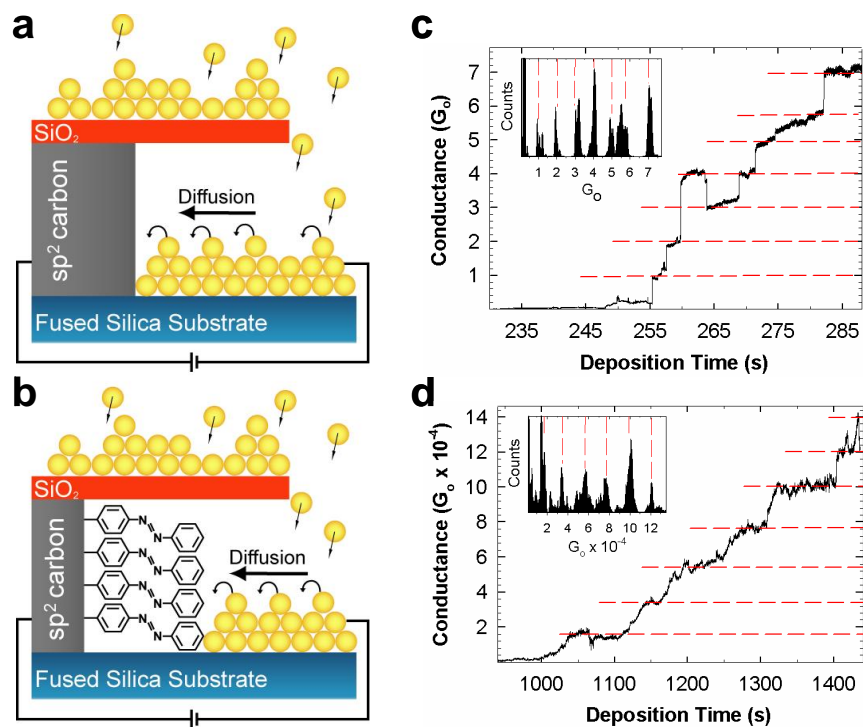 a
SiO₂
sp² carbon
Diffusion
Fused Silica Substrate
c
Conductance (Gₒ)
7
6
5
4
3
2
1
Counts
1 2 3 4 5 6 7
Gₒ
235 245 255 265 275 285
Deposition Time (s)
b
SiO₂
sp² carbon
N
N
N
N
N
N
N
N
Diffusion
Fused Silica Substrate
d
Conductance (Gₒ x 10⁻⁴)
14
12
10
8
6
4
2
Counts
2 4 6 8 10 12
Gₒ x 10⁻⁴
1000 1100 1200 1300 1400
Deposition Time (s)